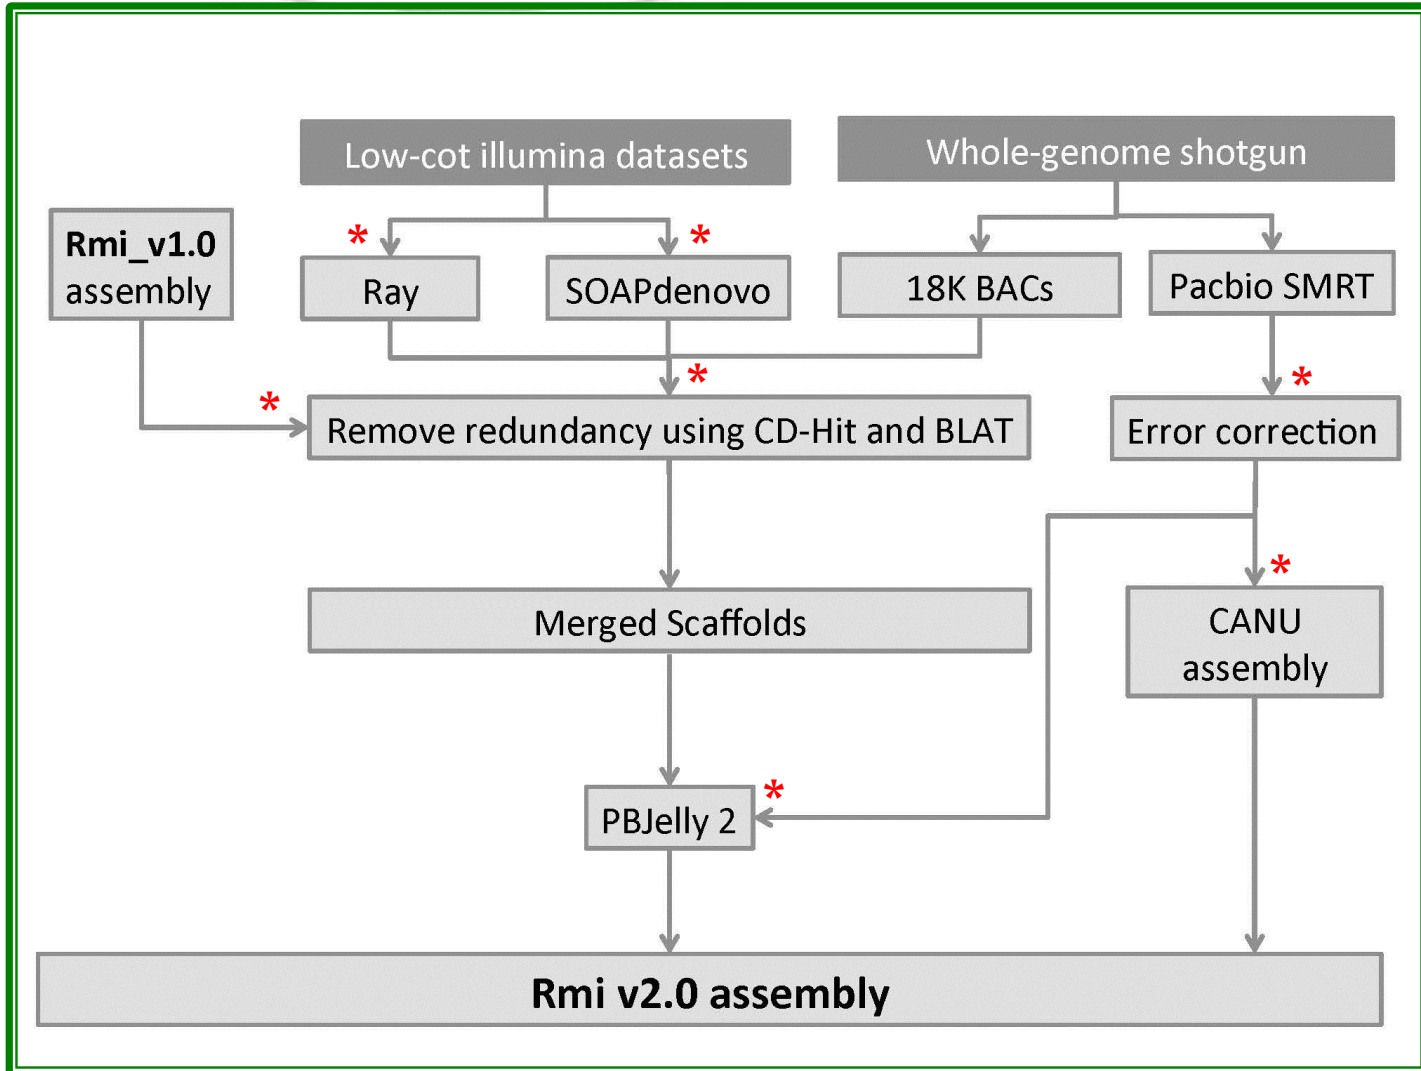 Low-cot illumina datasets
Whole-genome shotgun
Rmi_v1.0
assembly
*
*
Ray
SOAPdenovo
18K BACs
Pacbio SMRT
*
*
*
Remove redundancy using CD-Hit and BLAT
Error correction
*
Merged Scaffolds
CANU
assembly
*
PBJelly 2
Rmi v2.0 assembly